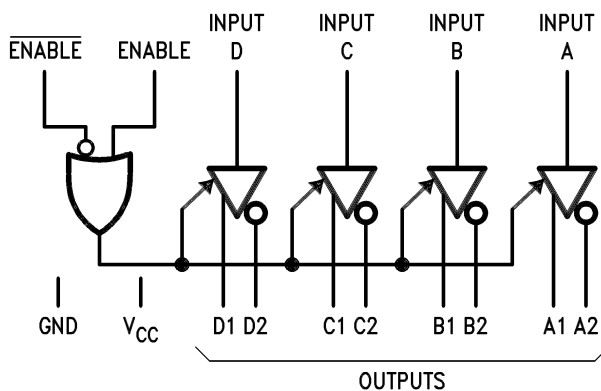 INPUT INPUT INPUT INPUT
ENABLE ENABLE D C B A
GND VCC D1 D2 C1 C2 B1 B2 A1 A2
OUTPUTS